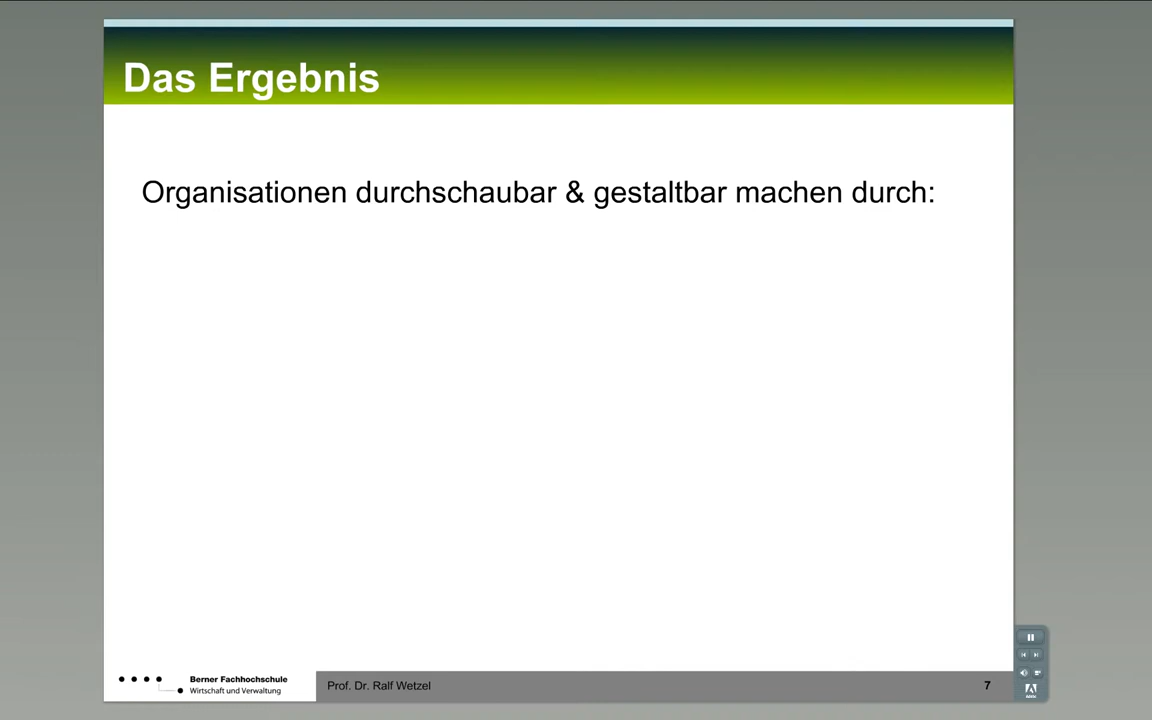 Das Ergebnis
Organisationen durchschaubar & gestaltbar machen durch:
Berner Fachhochschule
Wirtschaft und Verwaltung
Prof. Dr. Ralf Wetzel
7